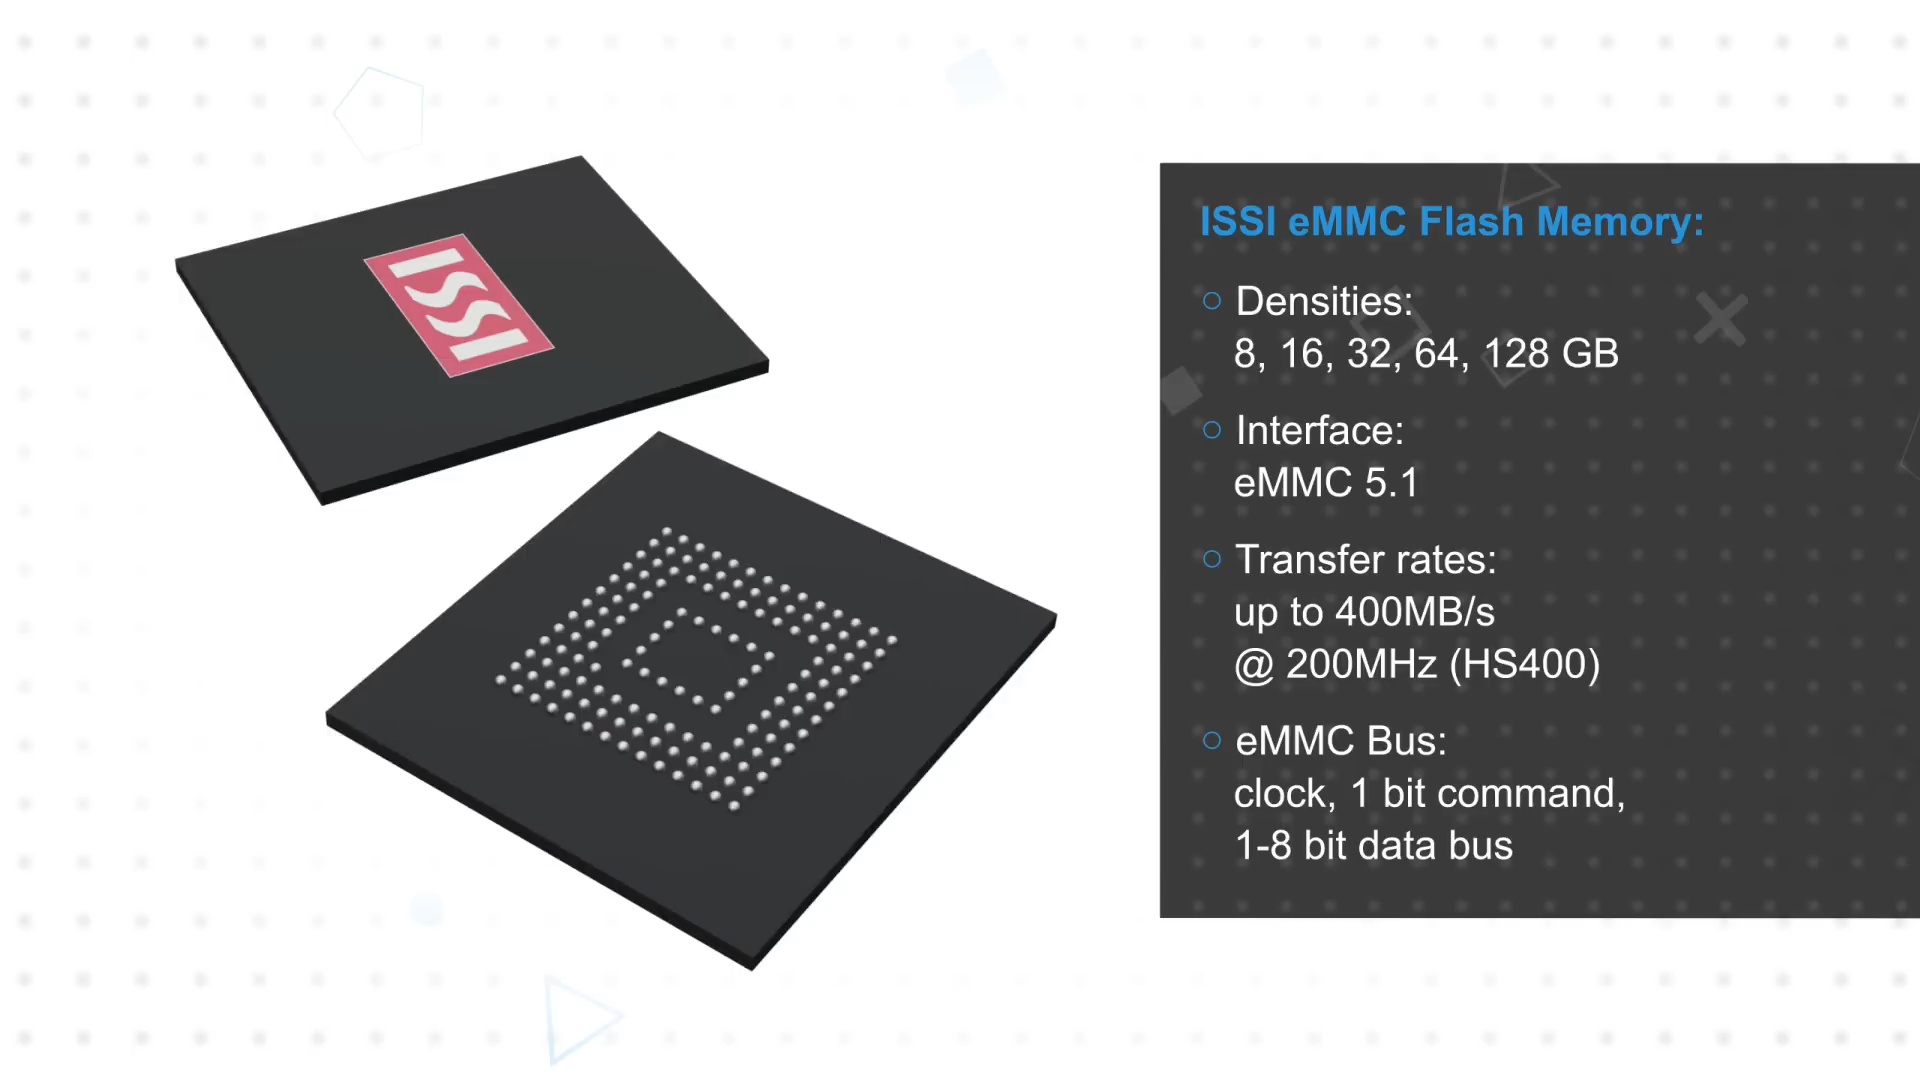 ISSI
ISSI eMMC Flash Memory:
Densities:
8, 16, 32, 64, 128 GB
Interface:
eMMC 5.1
Transfer rates:
up to 400MB/s
@ 200MHz (HS400)
eMMC Bus:
clock, 1 bit command,
1-8 bit data bus